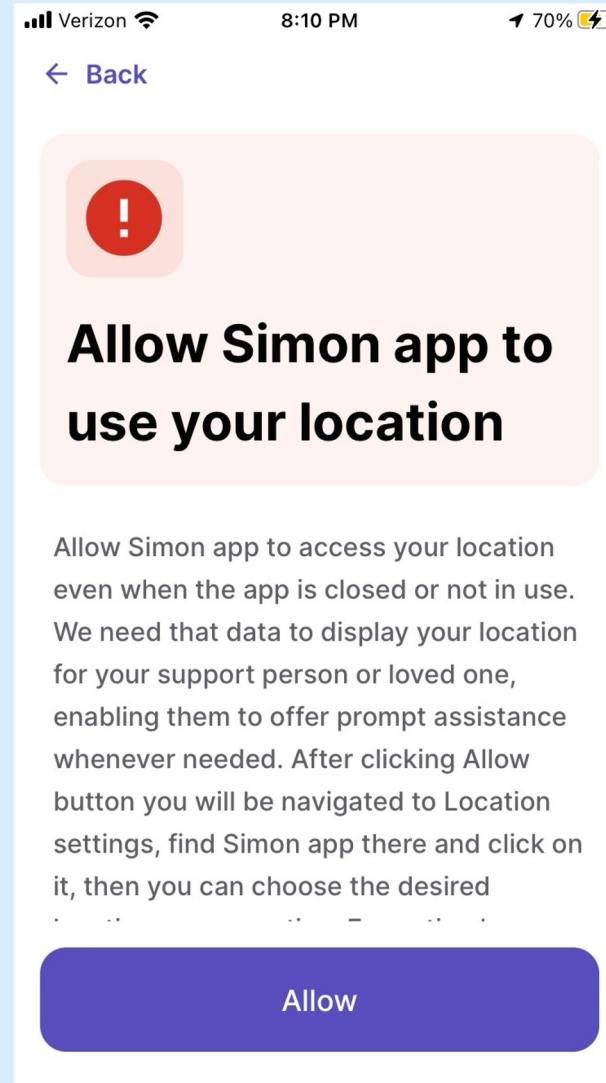 Verizon 8:10 PM 70%
← Back
!
Allow Simon app to
use your location
Allow Simon app to access your location
even when the app is closed or not in use.
We need that data to display your location
for your support person or loved one,
enabling them to offer prompt assistance
whenever needed. After clicking Allow
button you will be navigated to Location
settings, find Simon app there and click on
it, then you can choose the desired
Allow